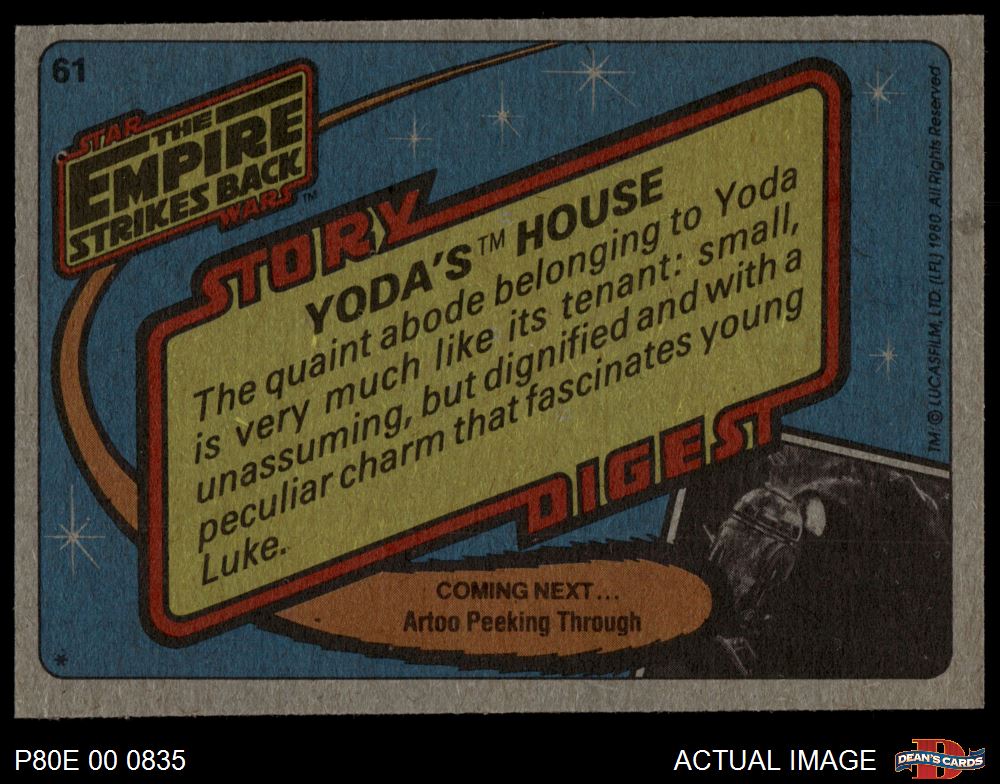 61
STAR
THE
EMPIRE
STRIKES BACK
WARS™
STORY
YODA'S™ HOUSE
The quaint abode belonging to Yoda
is very much like its tenant: small,
unassuming, but dignified and with a
peculiar charm that fascinates young
Luke.
DIGEST
COMING NEXT...
Artoo Peeking Through
*
TM/© LUCASFILM, LTD. (LFL) 1980 All Rights Reserved
P80E 00 0835
ACTUAL IMAGE
D
DEAN'S CARDS